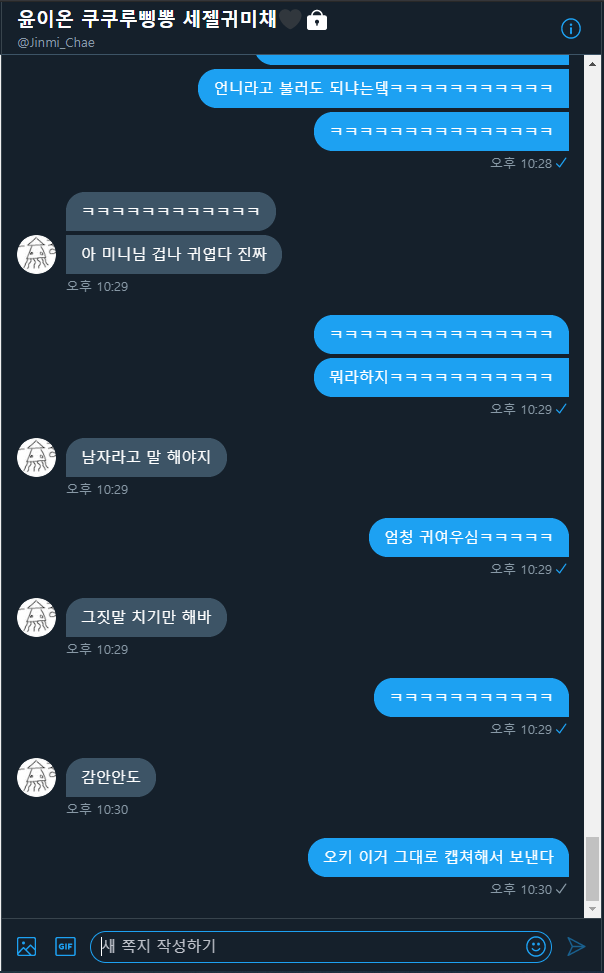 윤이온 쿠쿠루삥뽕 세젤귀미채🖤🔒
@Jinmi_Chae
언니라고 불러도 되냐는뎈ㅋㅋㅋㅋㅋㅋㅋㅋㅋㅋㅋ
ㅋㅋㅋㅋㅋㅋㅋㅋㅋㅋㅋㅋㅋㅋㅋ
오후 10:28
ㅋㅋㅋㅋㅋㅋㅋㅋㅋㅋㅋㅋ
아 미니님 겁나 귀엽다 진짜
오후 10:29
ㅋㅋㅋㅋㅋㅋㅋㅋㅋㅋㅋㅋㅋㅋㅋ
뭐라하지ㅋㅋㅋㅋㅋㅋㅋㅋㅋㅋㅋ
오후 10:29
남자라고 말 해야지
오후 10:29
엄청 귀여우심ㅋㅋㅋㅋㅋ
오후 10:29
그짓말 치기만 해바
오후 10:29
ㅋㅋㅋㅋㅋㅋㅋㅋㅋㅋㅋ
오후 10:29
감안안도
오후 10:30
오키 이거 그대로 캡쳐해서 보낸다
오후 10:30
GIF
새 쪽지 작성하기